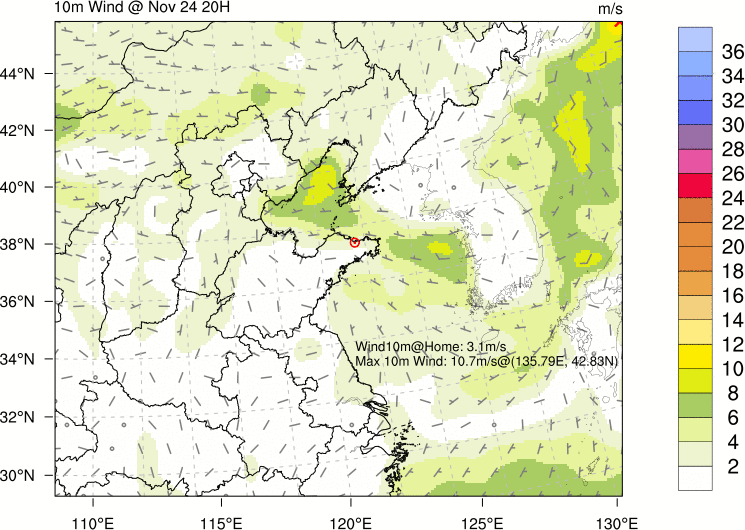 10m Wind @ Nov 24 20H
m/s
44°N
42°N
40°N
38°N
36°N
34°N
32°N
30°N
Wind10m@Home: 3.1m/s
Max 10m Wind: 10.7m/s@(135.79E, 42.83N)
110°E 115°E 120°E 125°E 130°E
36
34
32
30
28
26
24
22
20
18
16
14
12
10
8
6
4
2